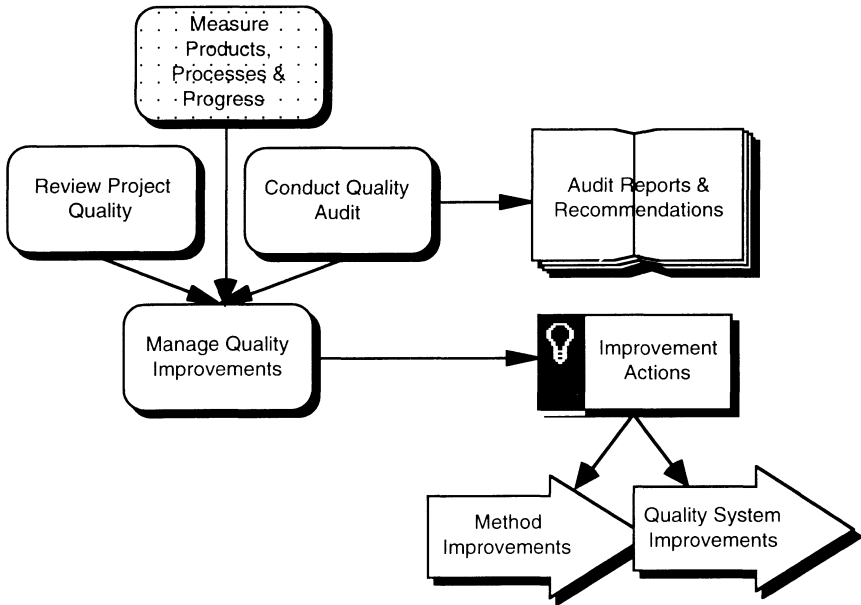 Measure
Products,
Processes &
Progress
Review Project
Quality
Conduct Quality
Audit
Audit Reports &
Recommendations
Manage Quality
Improvements
Improvement
Actions
Method
Improvements
Quality System
Improvements